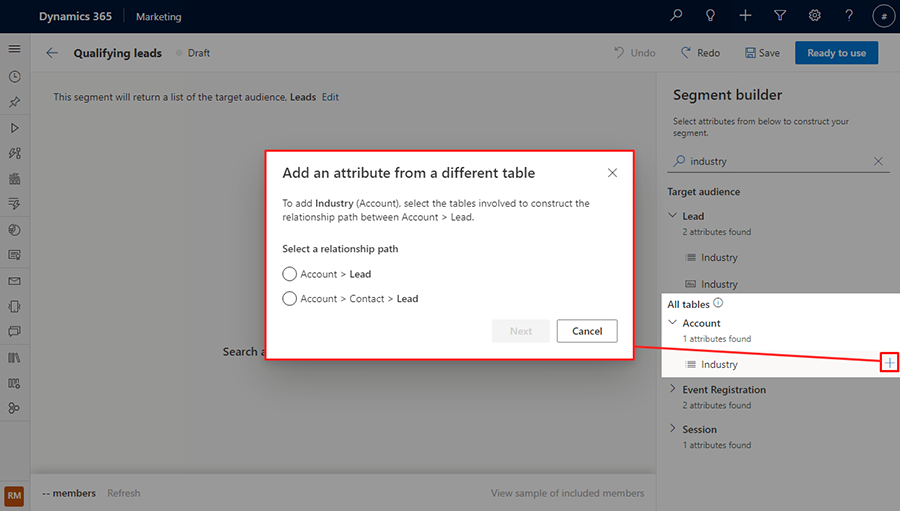 Dynamics 365 Marketing #
Qualifying leads Draft Undo Redo Save Ready to use
This segment will return a list of the target audience, Leads Edit
Segment builder
Select attributes from below to construct your
segment.
industry
Target audience
Lead
2 attributes found
Industry
Industry
All tables
Account
1 attributes found
Industry
Event Registration
2 attributes found
Session
1 attributes found
Add an attribute from a different table
To add Industry (Account), select the tables involved to construct the
relationship path between Account > Lead.
Select a relationship path
Account > Lead
Account > Contact > Lead
Next Cancel
Search
RM -- members Refresh View sample of included members